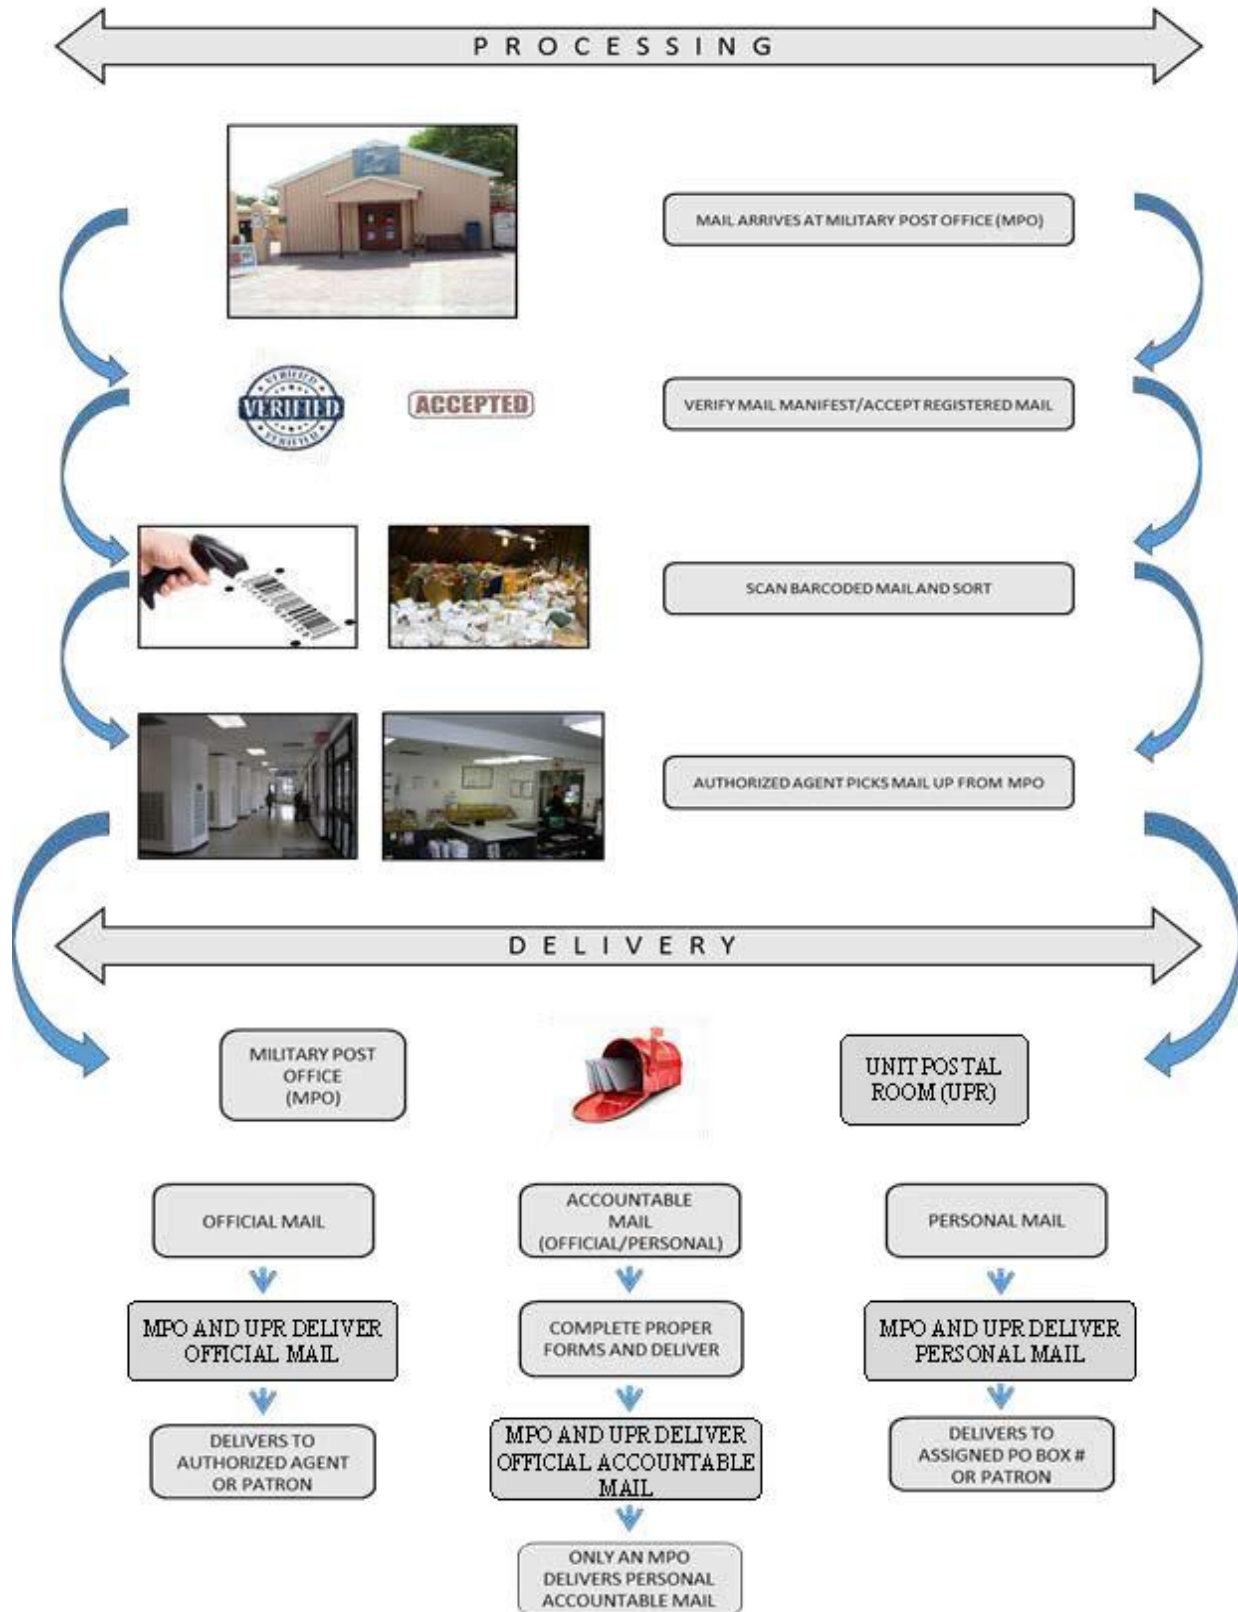 PROCESSING
MAIL ARRIVES AT MILITARY POST OFFICE (MPO)
VERIFIED
VERIFIED
VERIFIED
ACCEPTED
VERIFY MAIL MANIFEST/ACCEPT REGISTERED MAIL
SCAN BARCODED MAIL AND SORT
AUTHORIZED AGENT PICKS MAIL UP FROM MPO
DELIVERY
MILITARY POST
OFFICE
(MPO)
UNIT POSTAL
ROOM (UPR)
OFFICIAL MAIL
ACCOUNTABLE
MAIL
(OFFICIAL/PERSONAL)
PERSONAL MAIL
MPO AND UPR DELIVER
OFFICIAL MAIL
COMPLETE PROPER
FORMS AND DELIVER
MPO AND UPR DELIVER
PERSONAL MAIL
DELIVERS TO
AUTHORIZED AGENT
OR PATRON
MPO AND UPR DELIVER
OFFICIAL ACCOUNTABLE
MAIL
DELIVERS TO
ASSIGNED PO BOX #
OR PATRON
ONLY AN MPO
DELIVERS PERSONAL
ACCOUNTABLE MAIL